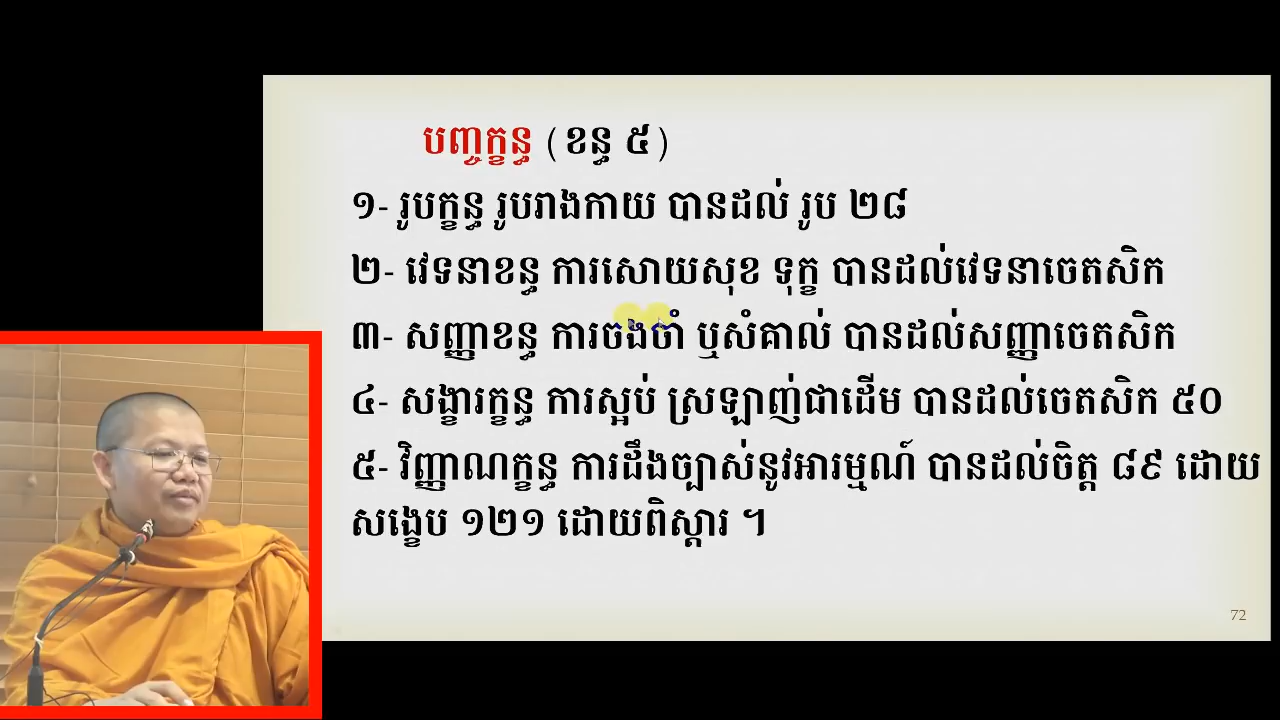 បញ្ចក្ខន្ធ (ខន្ធ ៥)
១- រូបក្ខន្ធ រូបរាងកាយ បានដល់ រូប ២៨
២- វេទនាខន្ធ ការសោយសុខ ទុក្ខ បានដល់វេទនាចេតសិក
៣- សញ្ញាខន្ធ ការចងចាំ ឬសំគាល់ បានដល់សញ្ញាចេតសិក
៤- សង្ខារក្ខន្ធ ការស្អប់ ស្រឡាញ់ជាដើម បានដល់ចេតសិក ៥០
៥- វិញ្ញាណក្ខន្ធ ការដឹងច្បាស់នូវអារម្មណ៍ បានដល់ចិត្ត ៨៩ ដោយ
សង្ខេប ១២១ ដោយពិស្តារ ។
72